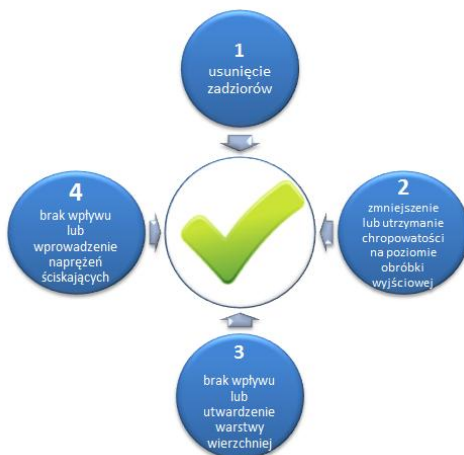 1
usunięcie
zadziorów
2
zmniejszenie
lub utrzymanie
chropowatości
na poziomie
obróbki
wyjściowej
3
brak wpływu
lub
utwardzenie
warstwy
wierzchniej
4
brak wpływu
lub
wprowadzenie
naprężeń
ściskających